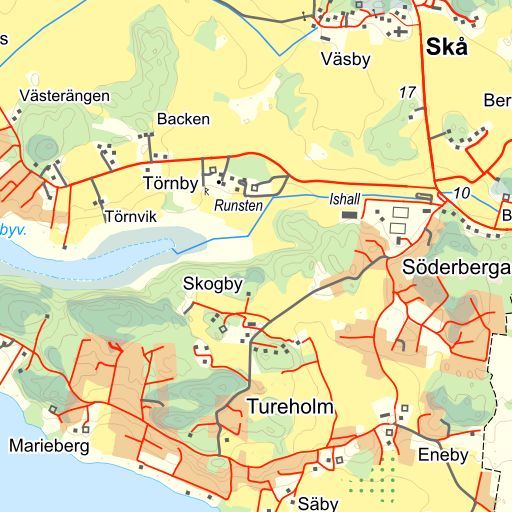 Skå
Väsby
s
Västerängen
17
Ber
Backen
Törnby
Runsten
Ishall
10
Törnvik
B
byv.
Söderberga
Skogby
Tureholm
Marieberg
Eneby
Säby